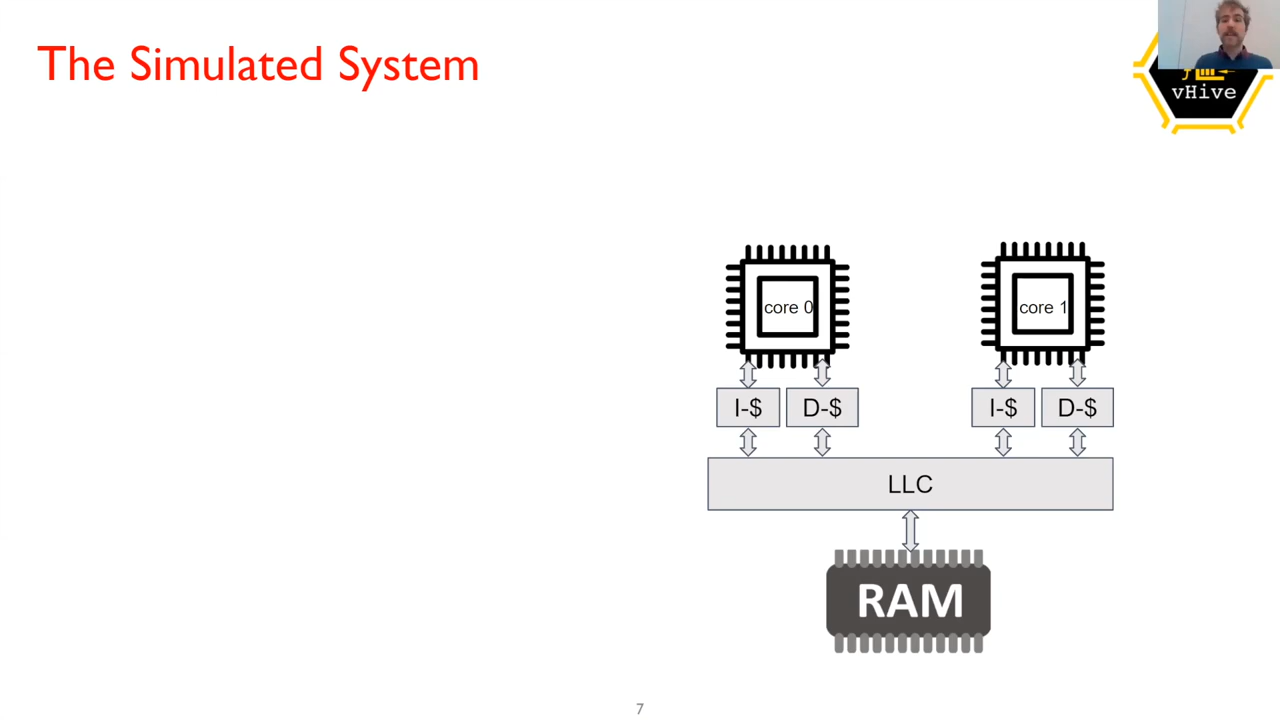 The Simulated System
vHive
core 0
core 1
I-$
D-$
I-$
D-$
LLC
RAM
7